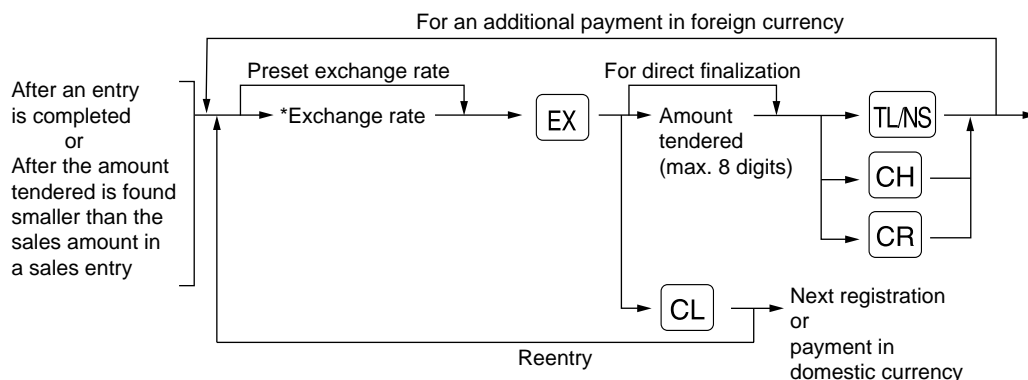 For an additional payment in foreign currency
Preset exchange rate
For direct finalization
After an entry
is completed
or
After the amount
tendered is found
smaller than the
sales amount in
a sales entry
*Exchange rate
EX
Amount
tendered
(max. 8 digits)
TL/NS
CH
CR
CL
Next registration
or
payment in
domestic currency
Reentry